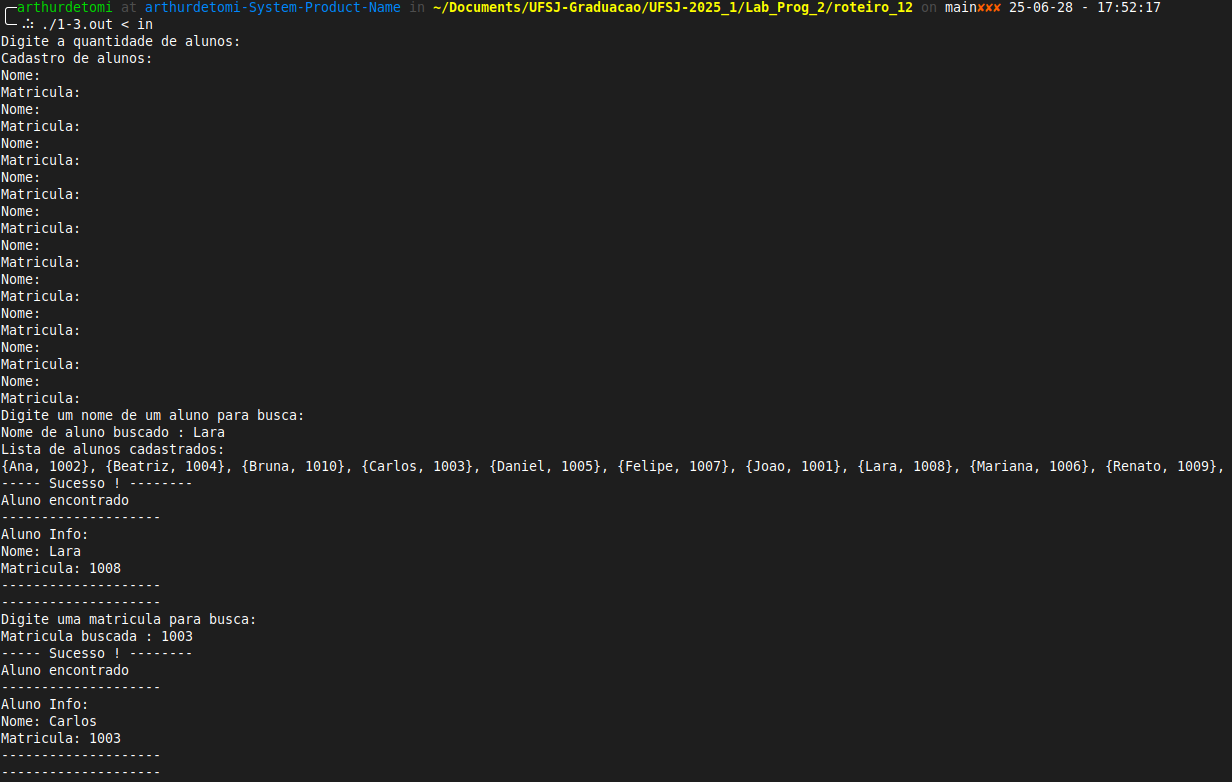 arthurdetomi at arthurdetomi-System-Product-Name in ~/Documents/UFSJ-Graduacao/UFSJ-2025_1/Lab_Prog_2/roteiro_12 on main✘✘✘ 25-06-28 - 17:52:17
./1-3.out < in
Digite a quantidade de alunos:
Cadastro de alunos:
Nome:
Matricula:
Nome:
Matricula:
Nome:
Matricula:
Nome:
Matricula:
Nome:
Matricula:
Nome:
Matricula:
Nome:
Matricula:
Nome:
Matricula:
Nome:
Matricula:
Nome:
Matricula:
Digite um nome de um aluno para busca:
Nome de aluno buscado : Lara
Lista de alunos cadastrados:
{Ana, 1002}, {Beatriz, 1004}, {Bruna, 1010}, {Carlos, 1003}, {Daniel, 1005}, {Felipe, 1007}, {Joao, 1001}, {Lara, 1008}, {Mariana, 1006}, {Renato, 1009},
----- Sucesso ! --------
Aluno encontrado
--------------------
Aluno Info:
Nome: Lara
Matricula: 1008
--------------------
--------------------
Digite uma matricula para busca:
Matricula buscada : 1003
----- Sucesso ! --------
Aluno encontrado
--------------------
Aluno Info:
Nome: Carlos
Matricula: 1003
--------------------
--------------------